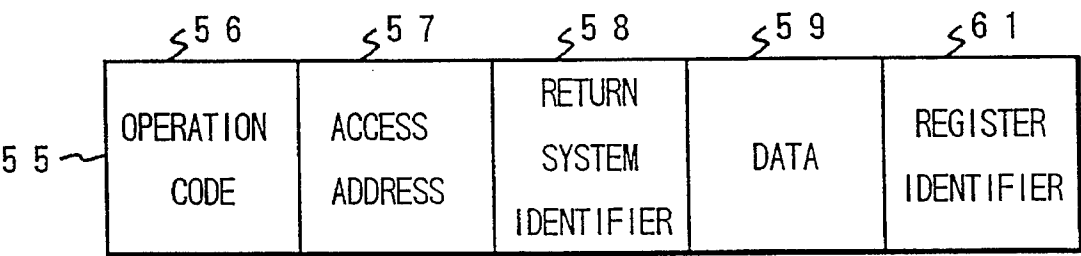 56 57 58 59 61
55
OPERATION CODE
ACCESS ADDRESS
RETURN SYSTEM IDENTIFIER
DATA
REGISTER IDENTIFIER